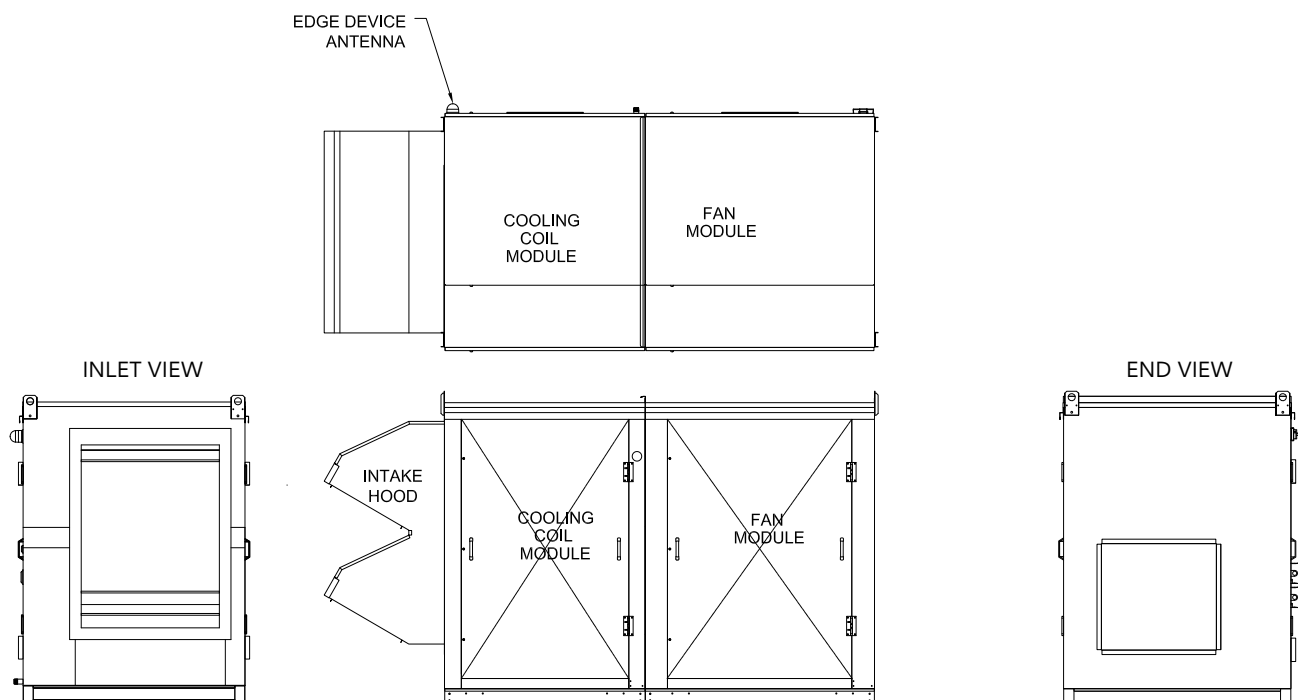 EDGE DEVICE
ANTENNA
COOLING
COIL
MODULE
FAN
MODULE
INLET VIEW
END VIEW
INTAKE
HOOD
COOLING
COIL
MODULE
FAN
MODULE